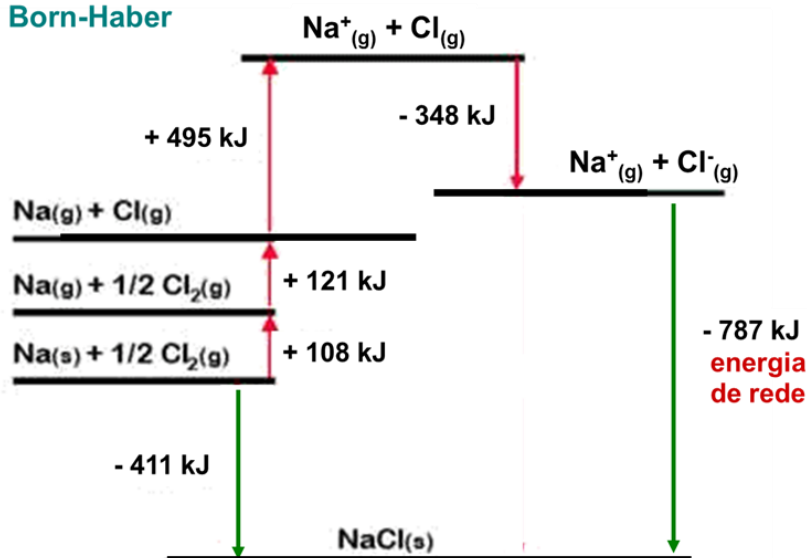 Born-Haber
Na⁺(g) + Cl(g)
+ 495 kJ
- 348 kJ
Na⁺(g) + Cl⁻(g)
Na(g) + Cl(g)
Na(g) + 1/2 Cl₂(g)
+ 121 kJ
Na(s) + 1/2 Cl₂(g)
+ 108 kJ
- 787 kJ
energia
de rede
- 411 kJ
NaCl(s)